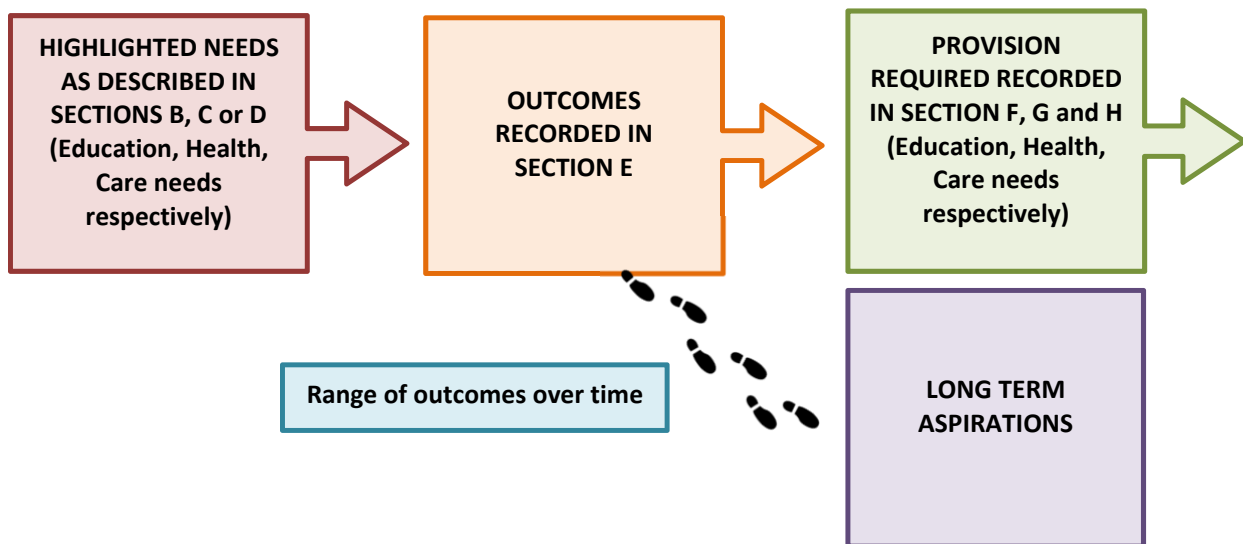 HIGHLIGHTED NEEDS
AS DESCRIBED IN
SECTIONS B, C or D
(Education, Health,
Care needs
respectively)
OUTCOMES
RECORDED IN
SECTION E
PROVISION
REQUIRED RECORDED
IN SECTION F, G and H
(Education, Health,
Care needs
respectively)
Range of outcomes over time
LONG TERM
ASPIRATIONS